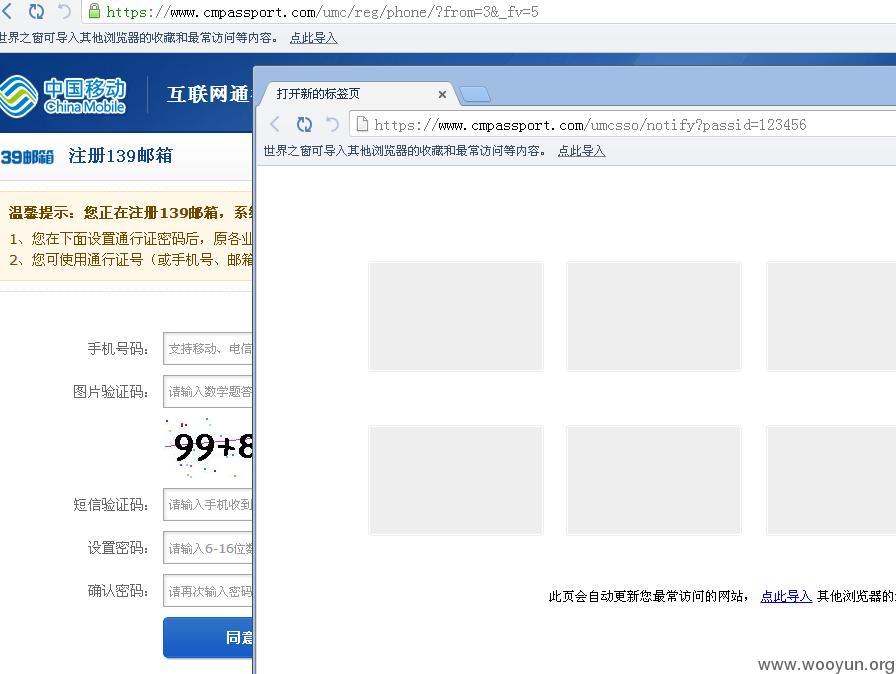 https://www.cmpassport.com/umc/reg/phone/?from=3&_fv=5
世界之窗可导入其他浏览器的收藏和最常访问等内容。 点此导入
中国移动
China Mobile
互联网通
39邮箱 注册139邮箱
温馨提示：您正在注册139邮箱，系
1、您在下面设置通行证密码后，原各业
2、您可使用通行证号（或手机号、邮箱
手机号码： 支持移动、电信
图片验证码： 请输入数学题答
99+8
短信验证码： 请输入手机收到
设置密码： 请输入6-16位数
确认密码： 请再次输入密码
同意
打开新的标签页
https://www.cmpassport.com/umcsso/notify?passid=123456
世界之窗可导入其他浏览器的收藏和最常访问等内容。 点此导入
此页会自动更新您最常访问的网站， 点此导入 其他浏览器的
www.wooyun.org